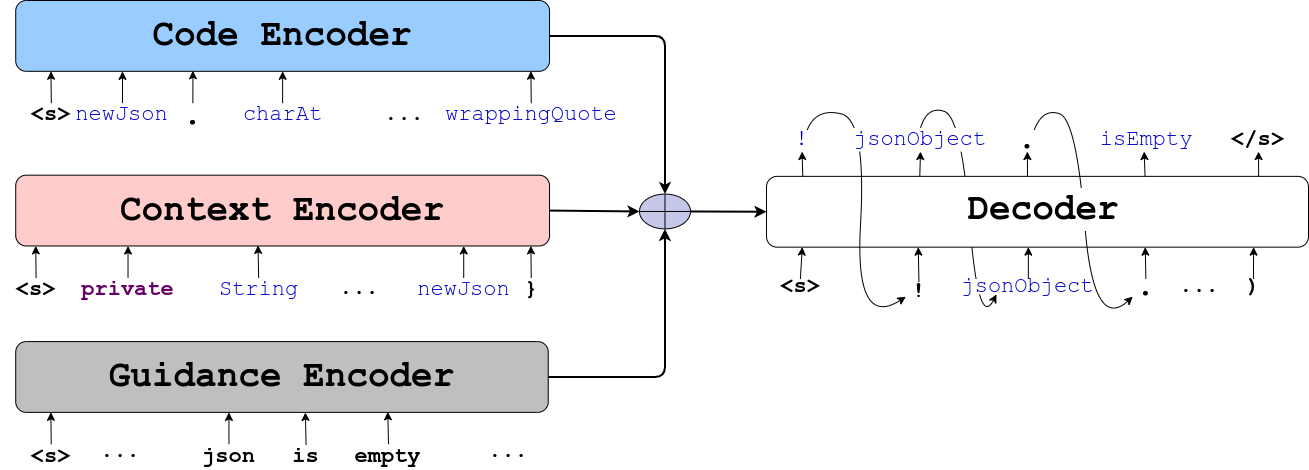 Code Encoder
<s> newJson . charAt ... wrappingQuote
Context Encoder
<s> private String ... newJson }
Guidance Encoder
<s> ... json is empty ...
! jsonObject . isEmpty </s>
Decoder
<s> ! jsonObject . ... )